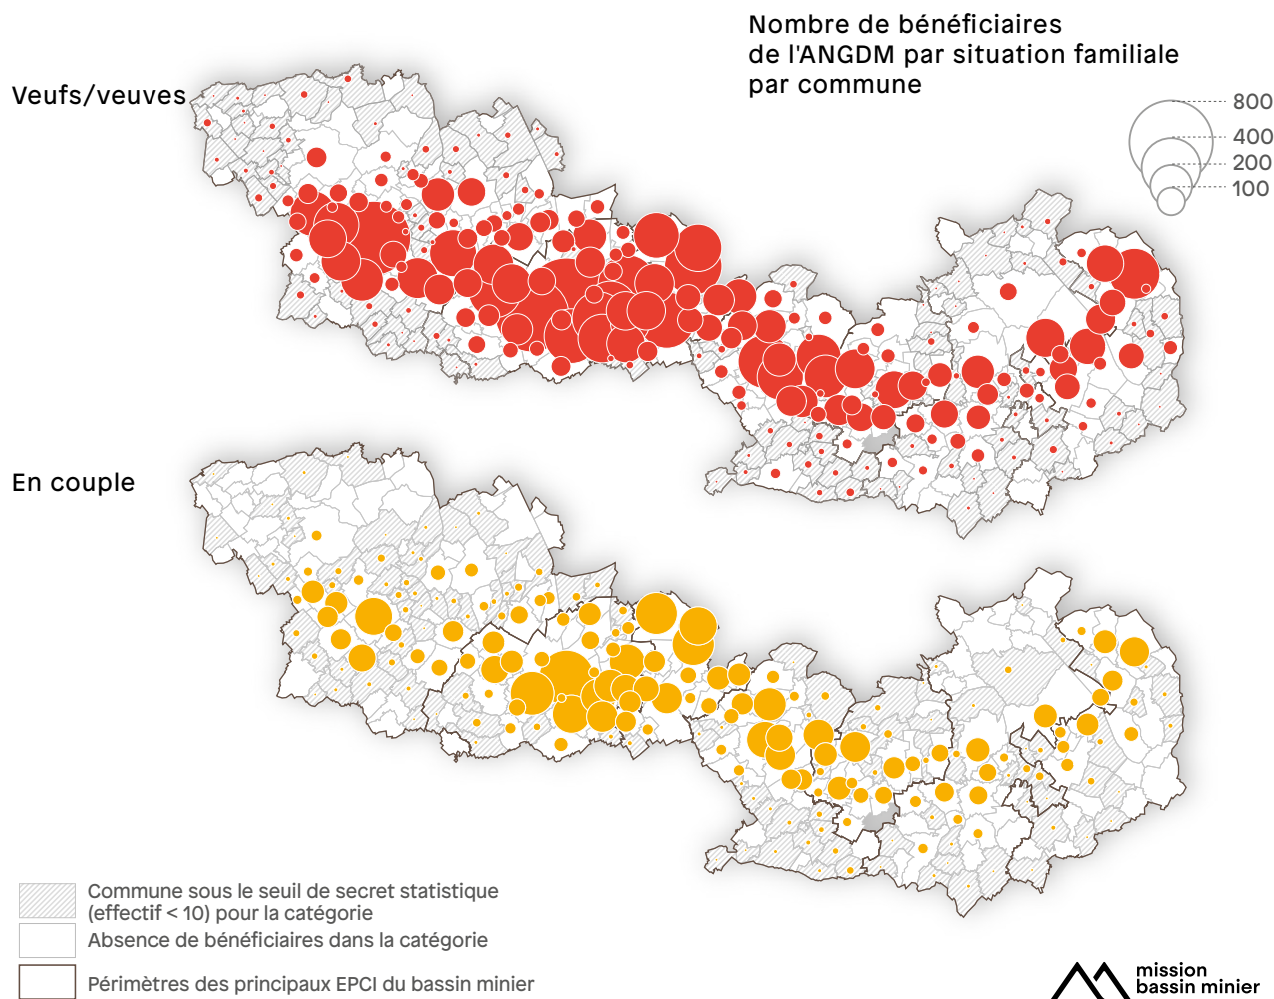 Nombre de bénéficiaires
de l'ANGDM par situation familiale
par commune
Veufs/veuves
800
400
200
100
En couple
Commune sous le seuil de secret statistique
(effectif < 10) pour la catégorie
Absence de bénéficiaires dans la catégorie
Périmètres des principaux EPCI du bassin minier
mission
bassin minier